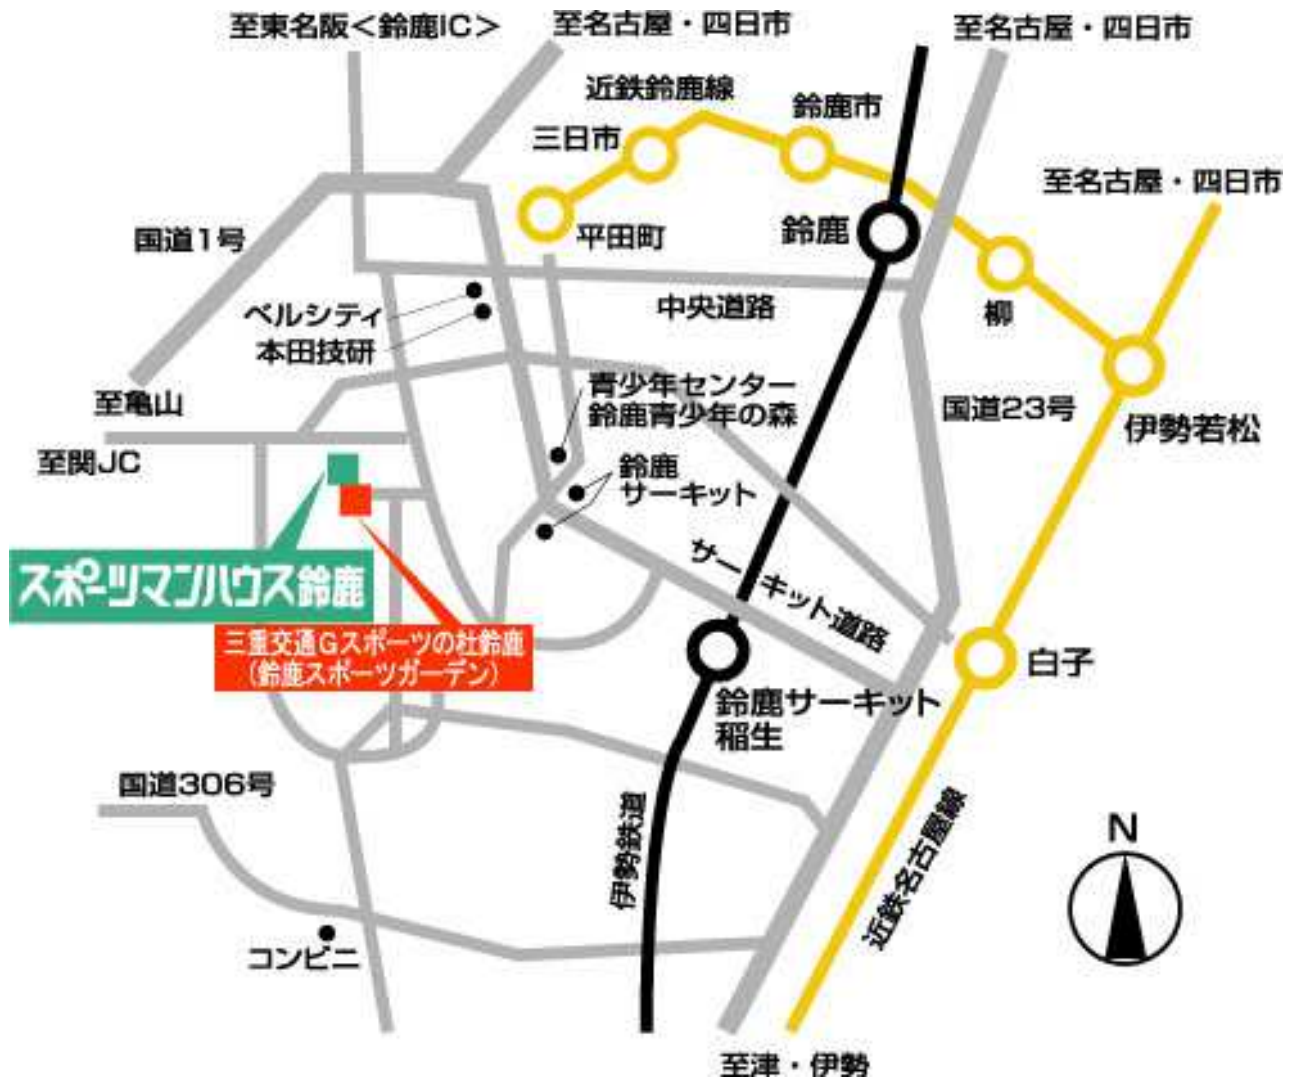 至東名阪＜鈴鹿IC＞
至名古屋・四日市
至名古屋・四日市
近鉄鈴鹿線
鈴鹿市
三日市
至名古屋・四日市
国道1号
平田町
鈴鹿
ベルシティ
本田技研
中央道路
柳
至亀山
青少年センター
鈴鹿青少年の森
国道23号
伊勢若松
至関JC
鈴鹿
サーキット
スポーツマンハウス鈴鹿
サーキット道路
三重交通Gスポーツの杜鈴鹿
(鈴鹿スポーツガーデン)
白子
鈴鹿サーキット
稲生
国道306号
伊勢鉄道
近鉄名古屋線
N
コンビニ
至津・伊勢